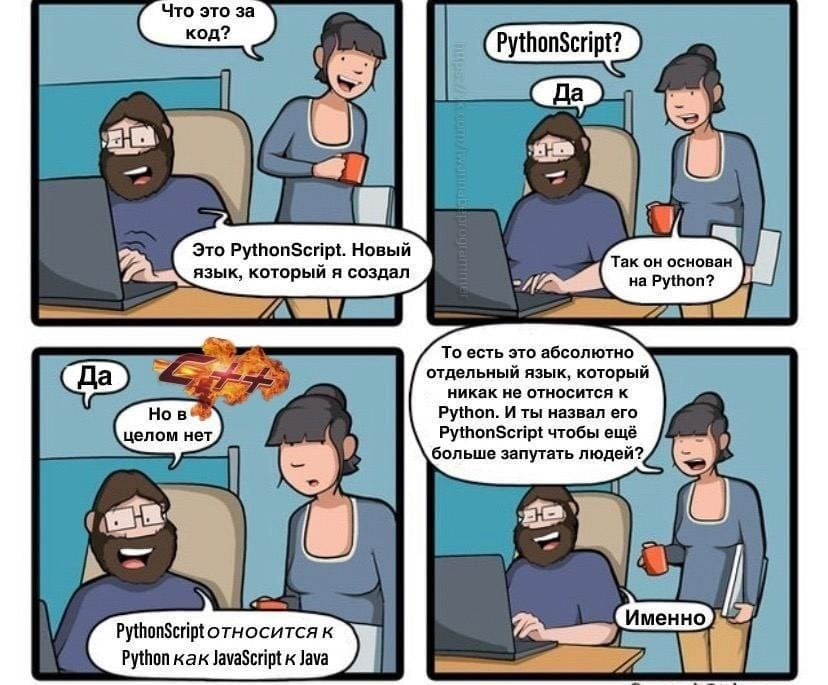 Что это за
код?
Это PythonScript. Новый
язык, который я создал
PythonScript?
Да
Так он основан
на Python?
Да
C++
Но в
целом нет
PythonScript относится к
Python как JavaScript к Java
То есть это абсолютно
отдельный язык, который
никак не относится к
Python. И ты назвал его
PythonScript чтобы ещё
больше запутать людей?
Именно